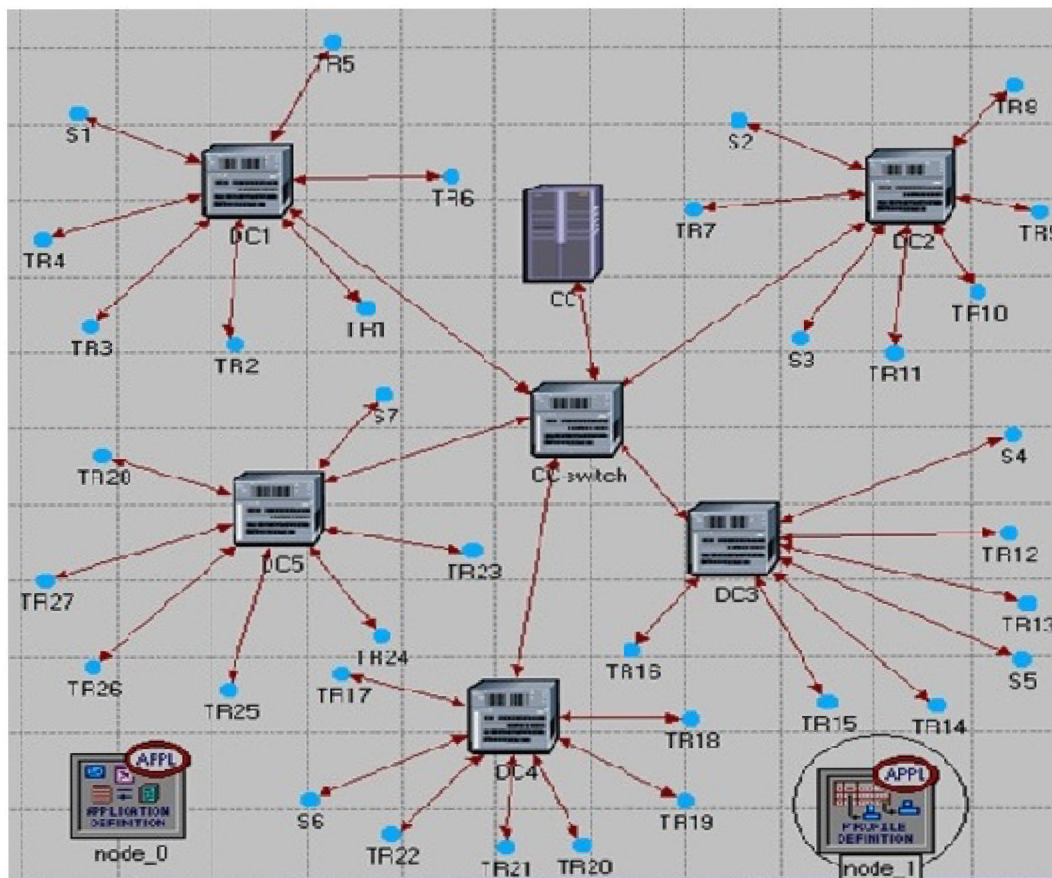 TR5
S1
S2
TR8
TR6
TR4
DC1
TR7
DC2
TR9
CC
TR3
TR2
TR1
TR10
S3
TR11
S7
S4
TR20
CC switch
TR12
TR27
DC5
TR23
DC3
TR13
TR26
TR24
TR17
TR16
S5
TR25
TR15
TR14
TR18
DC4
S6
TR22
TR21
TR20
TR19
APPL
APPLICATION
DEFINITION
node_0
APPL
PROFILE
DEFINITION
node_1